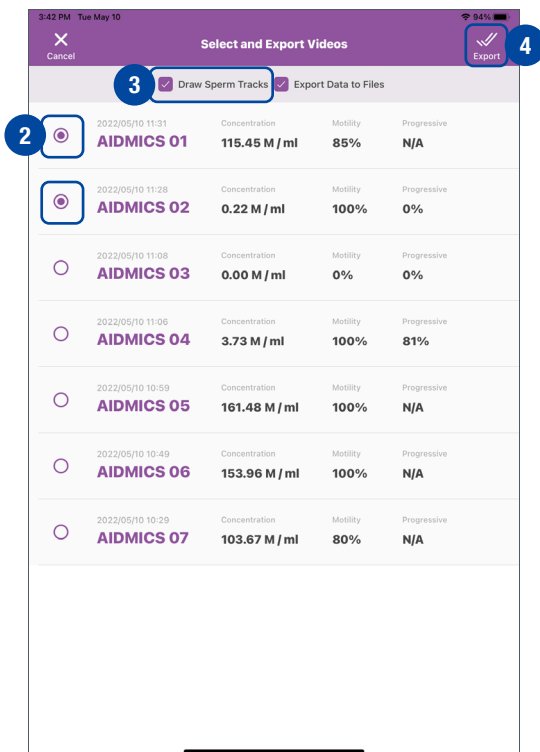 3:42 PM Tue May 10 94%
Cancel Select and Export Videos Export 4
3 Draw Sperm Tracks Export Data to Files
2
2022/05/10 11:31 Concentration Motility Progressive
AIDMICS 01 115.45 M / ml 85% N/A
2022/05/10 11:28 Concentration Motility Progressive
AIDMICS 02 0.22 M / ml 100% 0%
2022/05/10 11:08 Concentration Motility Progressive
AIDMICS 03 0.00 M / ml 0% 0%
2022/05/10 11:06 Concentration Motility Progressive
AIDMICS 04 3.73 M / ml 100% 81%
2022/05/10 10:59 Concentration Motility Progressive
AIDMICS 05 161.48 M / ml 100% N/A
2022/05/10 10:49 Concentration Motility Progressive
AIDMICS 06 153.96 M / ml 100% N/A
2022/05/10 10:29 Concentration Motility Progressive
AIDMICS 07 103.67 M / ml 80% N/A